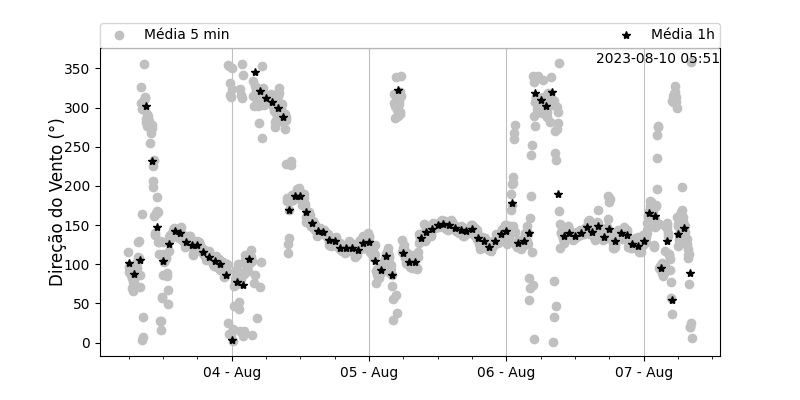 Média 5 min
Média 1h
2023-08-10 05:51
Direção do Vento (°)
350
300
250
200
150
100
50
0
04 - Aug
05 - Aug
06 - Aug
07 - Aug